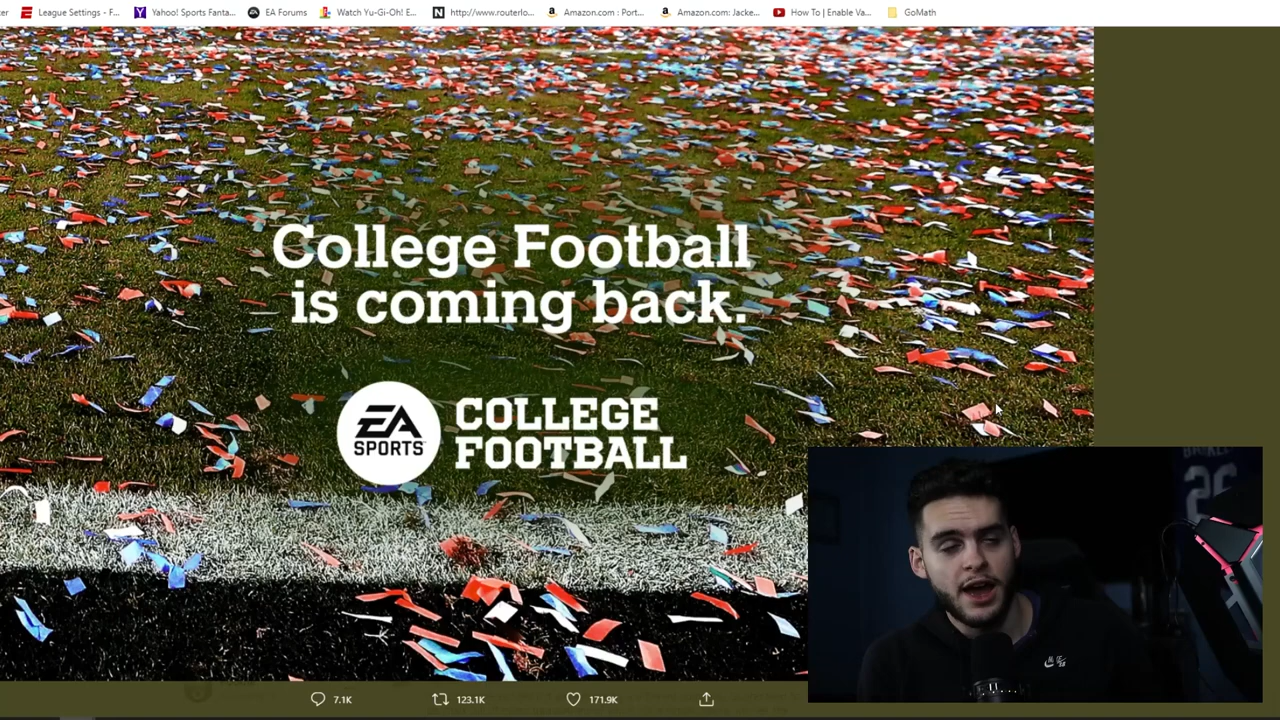 er League Settings - F... Yahoo! Sports Fanta... EA Forums Watch Yu-Gi-Oh! E... N http://www.routerlo... Amazon.com : Port... Amazon.com: Jacke... How To | Enable Va... GoMath
College Football
is coming back.
EA
SPORTS
COLLEGE
FOOTBALL
26
7.1K 123.1K 171.9K